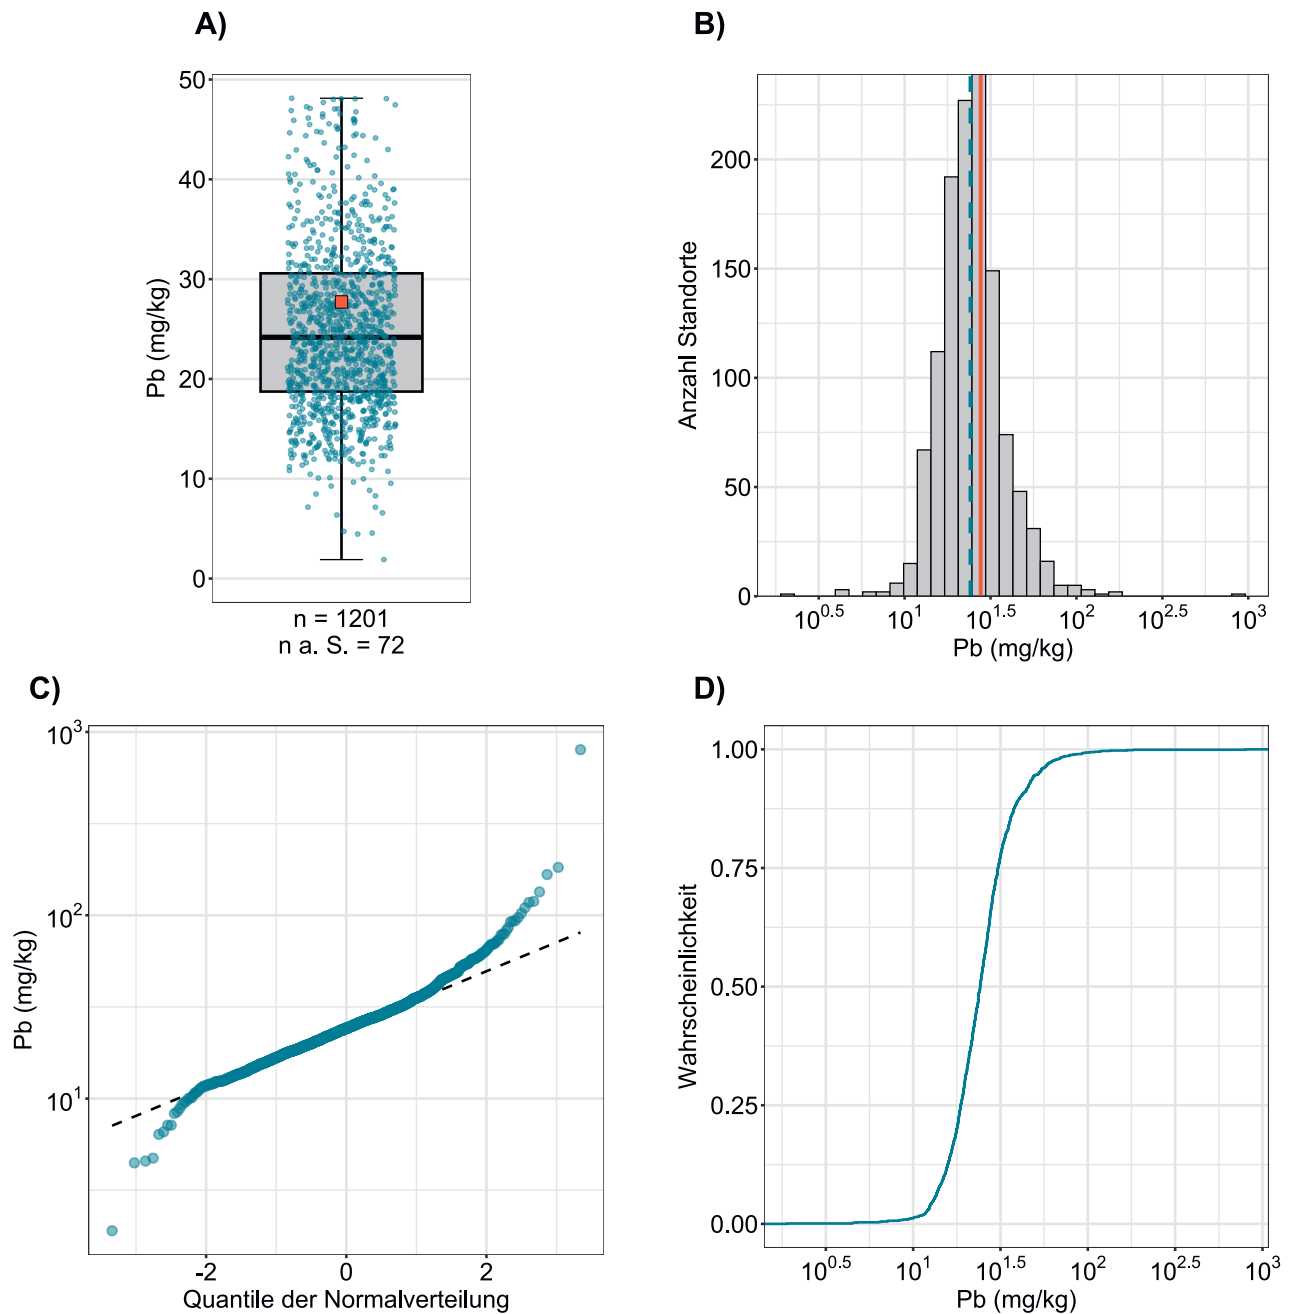 A)
50
40
30
20
10
0
Pb (mg/kg)
n = 1201
n a. S. = 72
B)
200
150
100
50
0
Anzahl Standorte
10^0.5 10^1 10^1.5 10^2 10^2.5 10^3
Pb (mg/kg)
C)
10^3
10^2
10^1
Pb (mg/kg)
-2 0 2
Quantile der Normalverteilung
D)
1.00
0.75
0.50
0.25
0.00
Wahrscheinlichkeit
10^0.5 10^1 10^1.5 10^2 10^2.5 10^3
Pb (mg/kg)